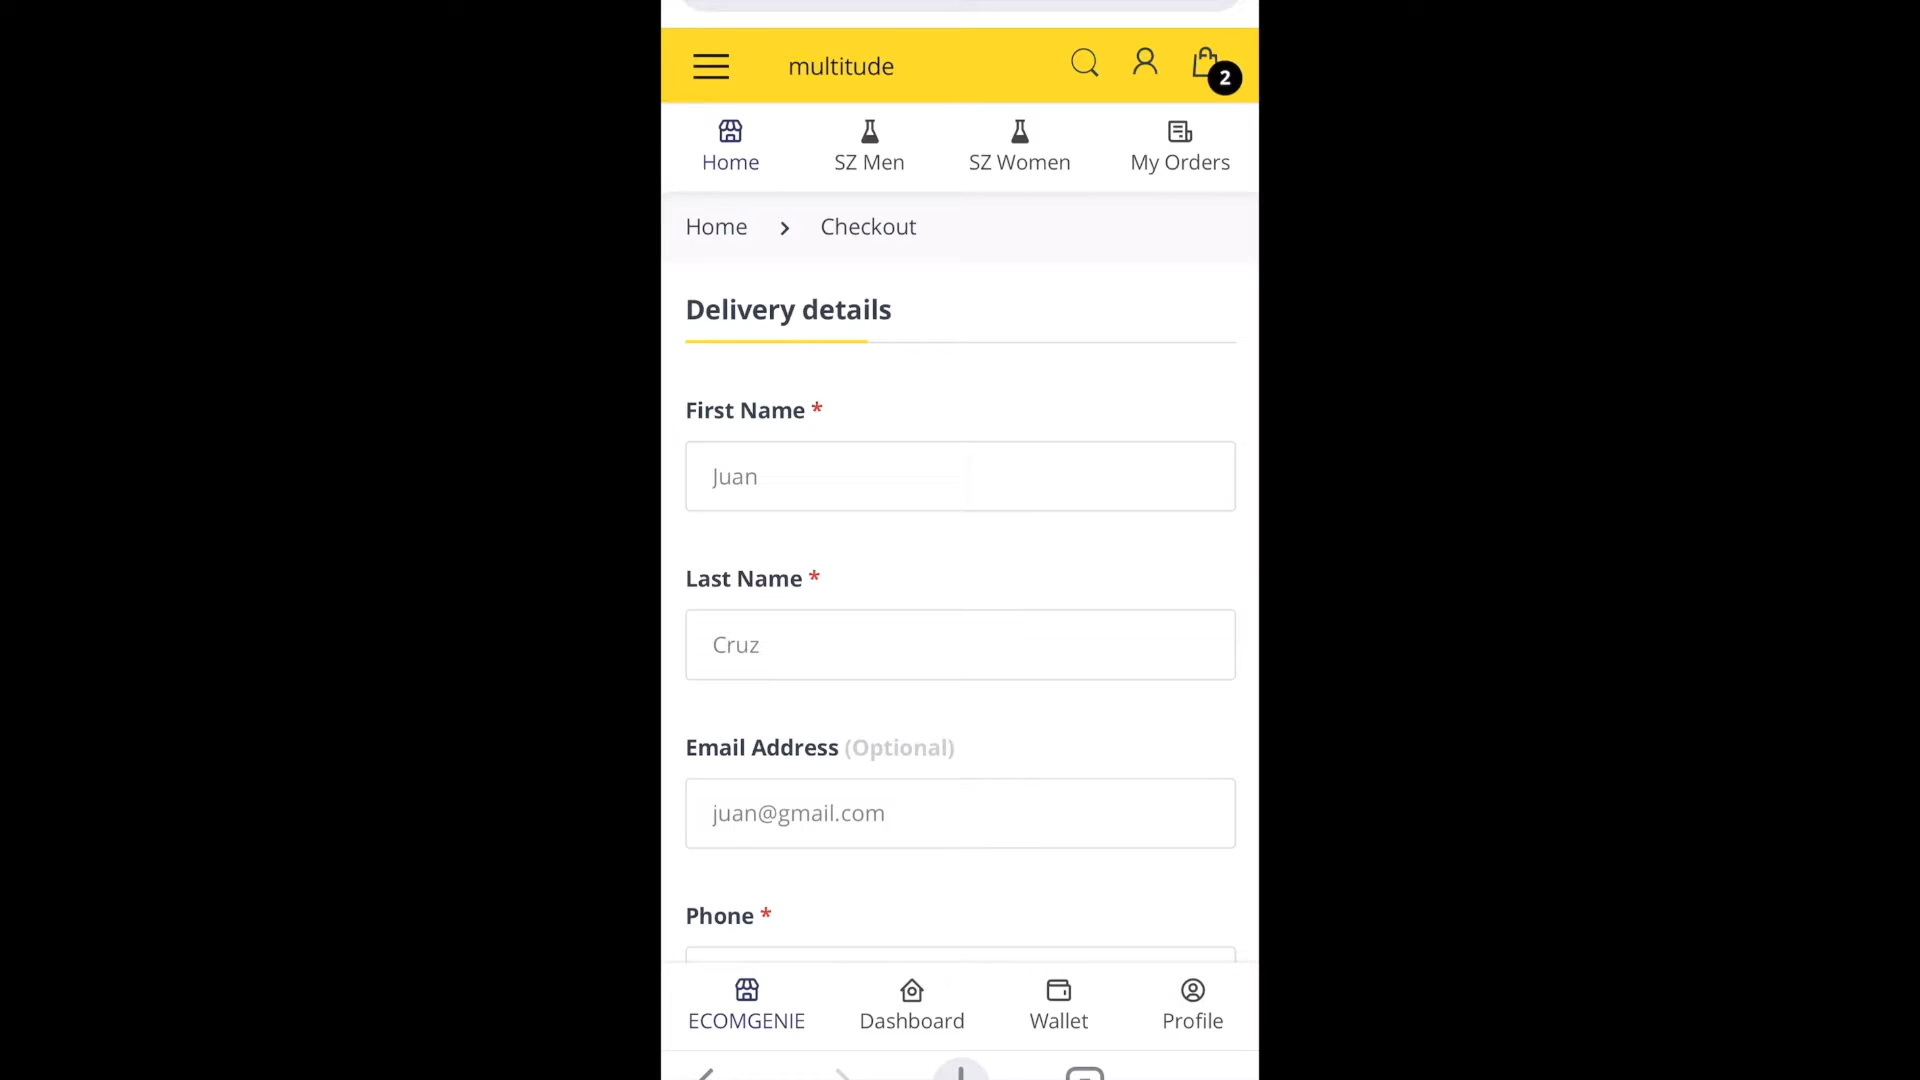 multitude
2
Home
SZ Men
SZ Women
My Orders
Home
Checkout
Delivery details
First Name *
Juan
Last Name *
Cruz
Email Address (Optional)
juan@gmail.com
Phone *
ECOMGENIE
Dashboard
Wallet
Profile